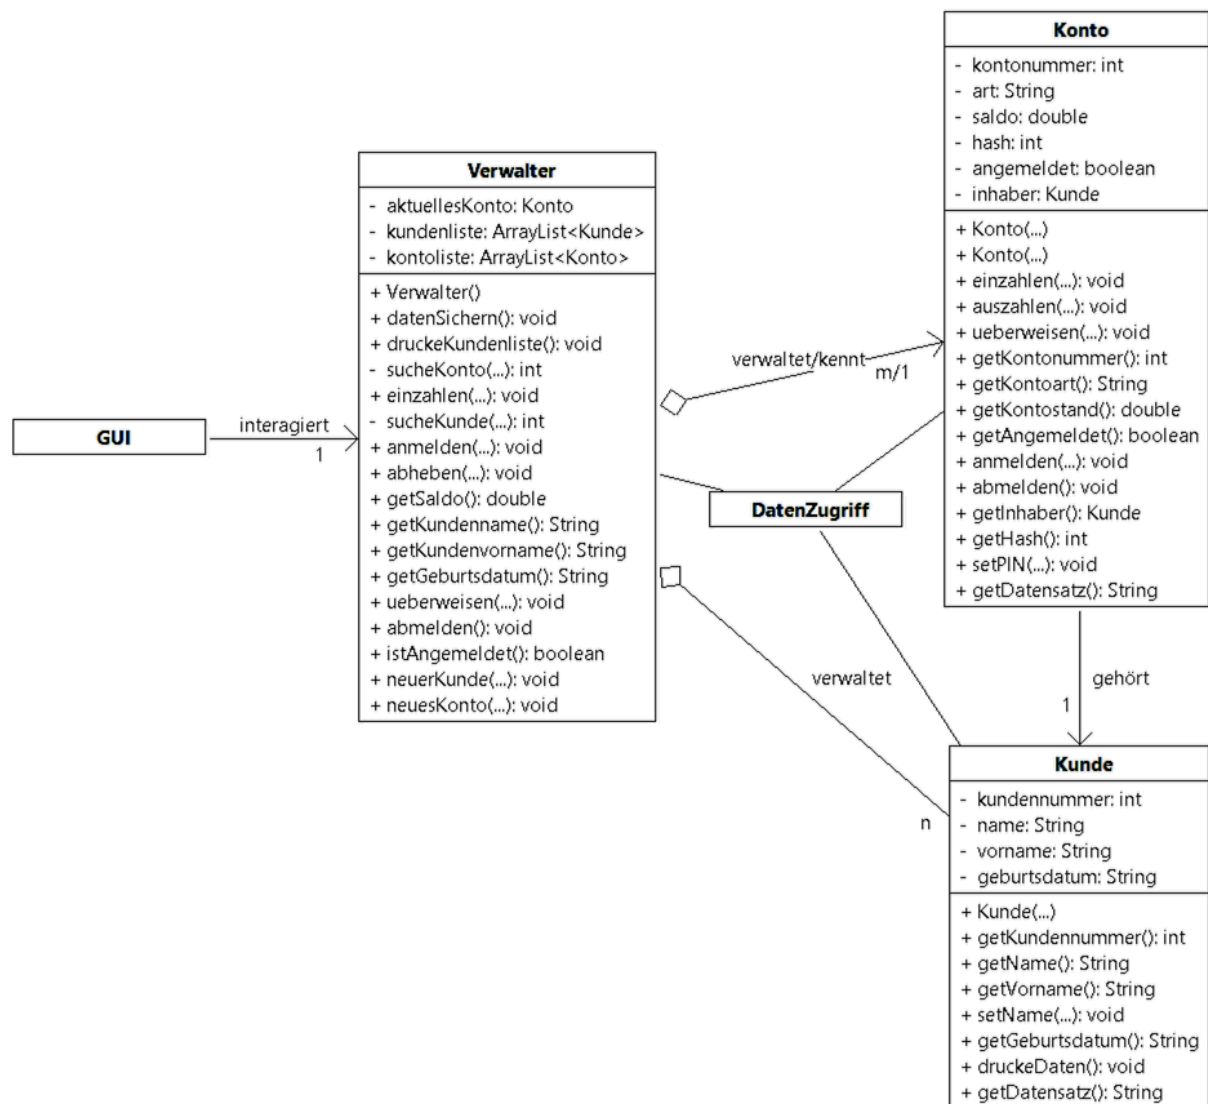 GUI
interagiert
1
Verwalter
- aktuellesKonto: Konto
- kundenliste: ArrayList<Kunde>
- kontoliste: ArrayList<Konto>
+ Verwalter()
+ datenSichern(): void
+ druckeKundenliste(): void
- sucheKonto(...): int
+ einzahlen(...): void
- sucheKunde(...): int
+ anmelden(...): void
+ abheben(...): void
+ getSaldo(): double
+ getKundenname(): String
+ getKundenvorname(): String
+ getGeburtsdatum(): String
+ ueberweisen(...): void
+ abmelden(): void
+ istAngemeldet(): boolean
+ neuerKunde(...): void
+ neuesKonto(...): void
verwaltet/kennt
m/1
DatenZugriff
verwaltet
n
Konto
- kontonummer: int
- art: String
- saldo: double
- hash: int
- angemeldet: boolean
- inhaber: Kunde
+ Konto(...)
+ Konto(...)
+ einzahlen(...): void
+ auszahlen(...): void
+ ueberweisen(...): void
+ getKontonummer(): int
+ getKontoart(): String
+ getKontostand(): double
+ getAngemeldet(): boolean
+ anmelden(...): void
+ abmelden(): void
+ getInhaber(): Kunde
+ getHash(): int
+ setPIN(...): void
+ getDatensatz(): String
gehört
1
Kunde
- kundennummer: int
- name: String
- vorname: String
- geburtsdatum: String
+ Kunde(...)
+ getKundennummer(): int
+ getName(): String
+ getVorname(): String
+ setName(...): void
+ getGeburtsdatum(): String
+ druckeDaten(): void
+ getDatensatz(): String